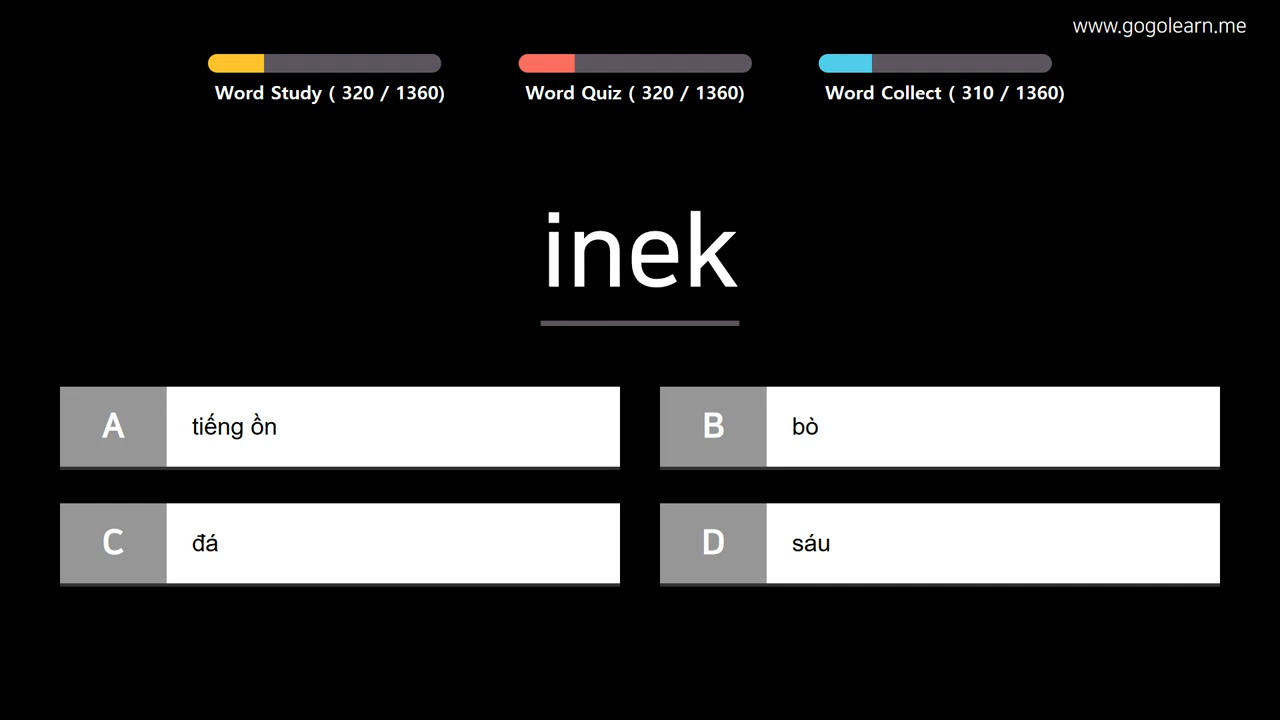 www.gogolearn.me
Word Study ( 320 / 1360)
Word Quiz ( 320 / 1360)
Word Collect ( 310 / 1360)
inek
A tiếng ồn
B bò
C đá
D sáu